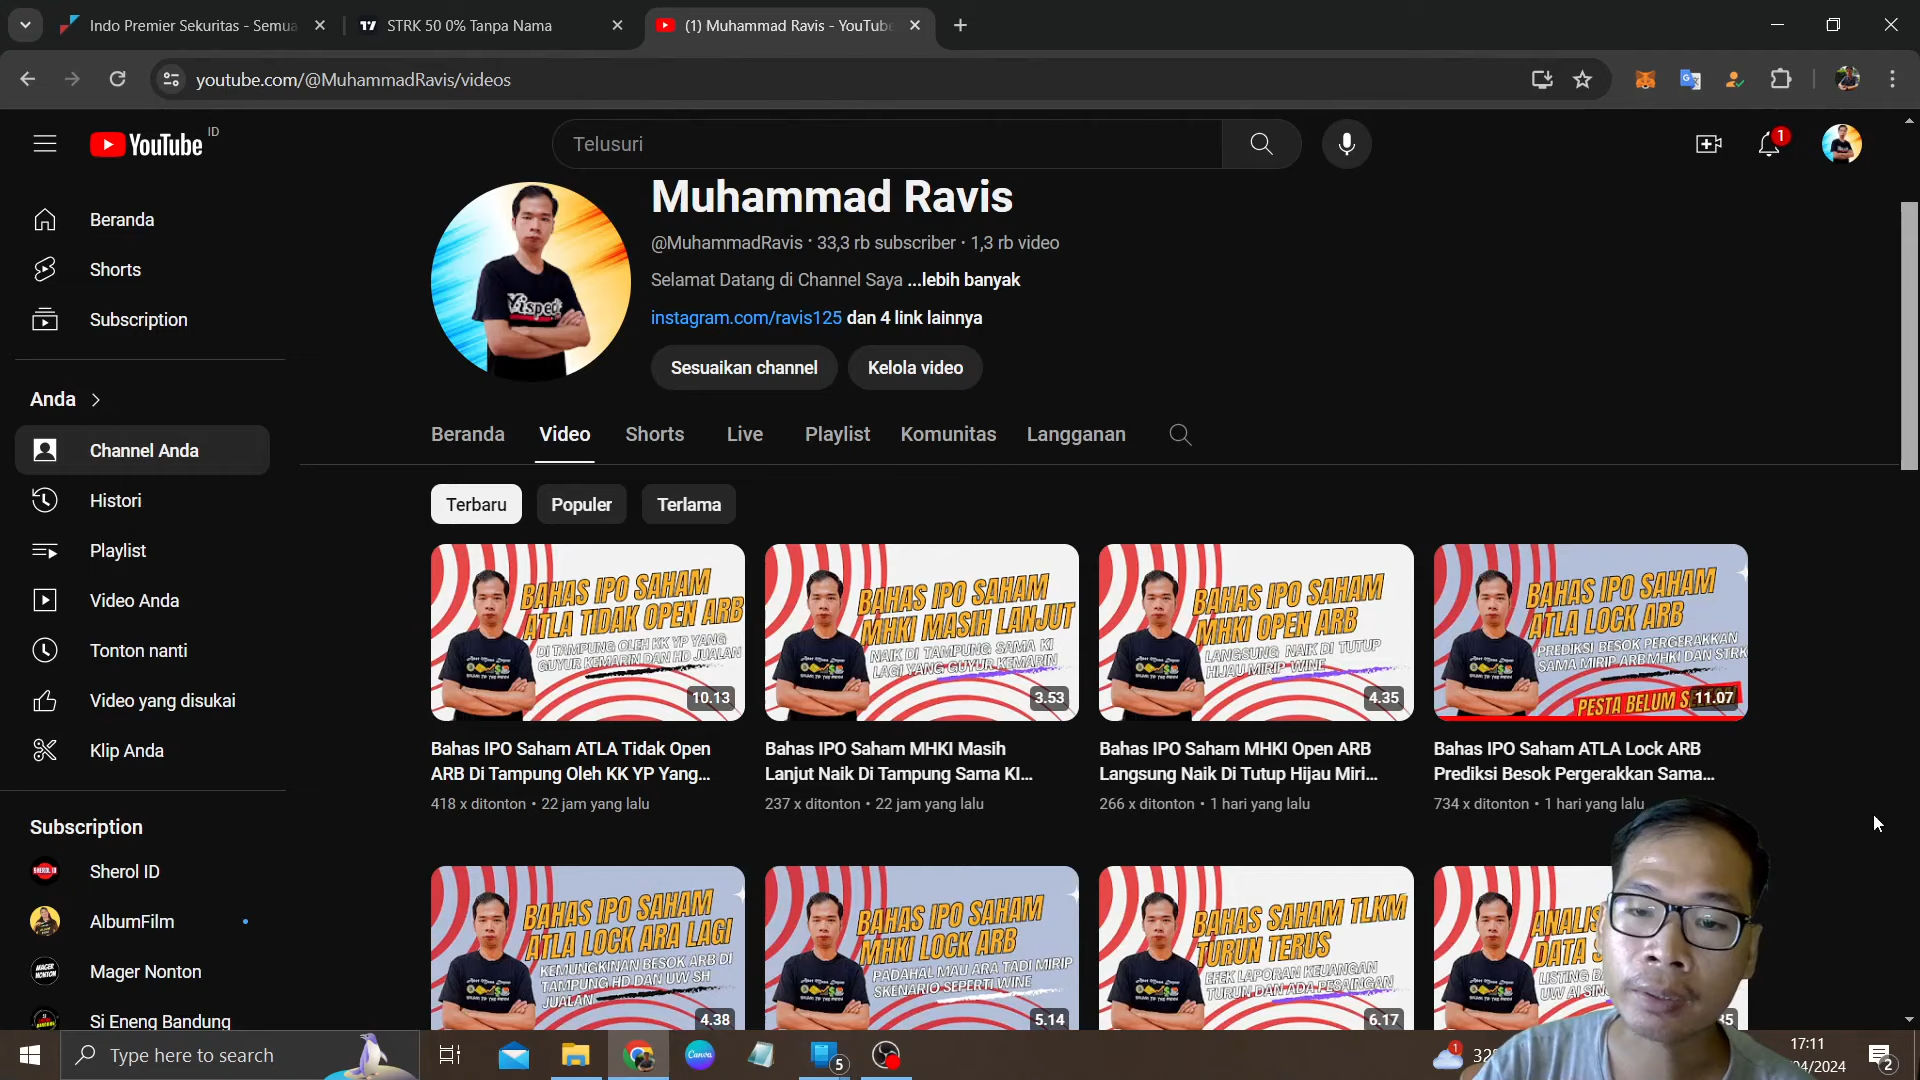 Indo Premier Sekuritas - Semua
STRK 50 0% Tanpa Nama
(1) Muhammad Ravis - YouTube
youtube.com/@MuhammadRavis/videos
YouTube ID
Telusuri
1
Beranda
Shorts
Subscription
Anda
Channel Anda
Histori
Playlist
Video Anda
Tonton nanti
Video yang disukai
Klip Anda
Subscription
Sherol ID
AlbumFilm
Mager Nonton
Si Eneng Bandung
Muhammad Ravis
@MuhammadRavis • 33,3 rb subscriber • 1,3 rb video
Selamat Datang di Channel Saya ...lebih banyak
instagram.com/ravis125 dan 4 link lainnya
Sesuaikan channel
Kelola video
Beranda Video Shorts Live Playlist Komunitas Langganan
Terbaru Populer Terlama
BAHAS IPO SAHAM
ATLA TIDAK OPEN ARB
DI TAMPUNG OLEH KK YP YANG
GUYUR KEMARIN DAN HD JUALAN
10.13
Bahas IPO Saham ATLA Tidak Open
ARB Di Tampung Oleh KK YP Yang...
418 x ditonton • 22 jam yang lalu
BAHAS IPO SAHAM
MHKI MASIH LANJUT
NAIK DI TAMPUNG SAMA KI
LAGI YANG GUYUR KEMARIN
3.53
Bahas IPO Saham MHKI Masih
Lanjut Naik Di Tampung Sama KI...
237 x ditonton • 22 jam yang lalu
BAHAS IPO SAHAM
MHKI OPEN ARB
LANGSUNG NAIK DI TUTUP
HIJAU MIRIP WINE
4.35
Bahas IPO Saham MHKI Open ARB
Langsung Naik Di Tutup Hijau Miri...
266 x ditonton • 1 hari yang lalu
BAHAS IPO SAHAM
ATLA LOCK ARB
PREDIKSI BESOK PERGERAKKAN
SAMA MIRIP ARB MHKI DAN STRK
PESTA BELUM
11.07
Bahas IPO Saham ATLA Lock ARB
Prediksi Besok Pergerakkan Sama...
734 x ditonton • 1 hari yang lalu
BAHAS IPO SAHAM
ATLA LOCK ARA LAGI
KEMUNGKINAN BESOK ARB DI
TAMPUNG HD DAN UW SH
JUALAN
4.38
BAHAS IPO SAHAM
MHKI LOCK ARB
PADAHAL MAU ARA TADI MIRIP
SKENARIO SEPERTI WINE
5.14
BAHAS SAHAM TLKM
TURUN TERUS
EFEK LAPORAN KEUANGAN
TURUN DAN ADA PESAINGAN
6.17
DATA
LISTING
UW AI
Type here to search
Canva
5
1
17:11
04/2024
2